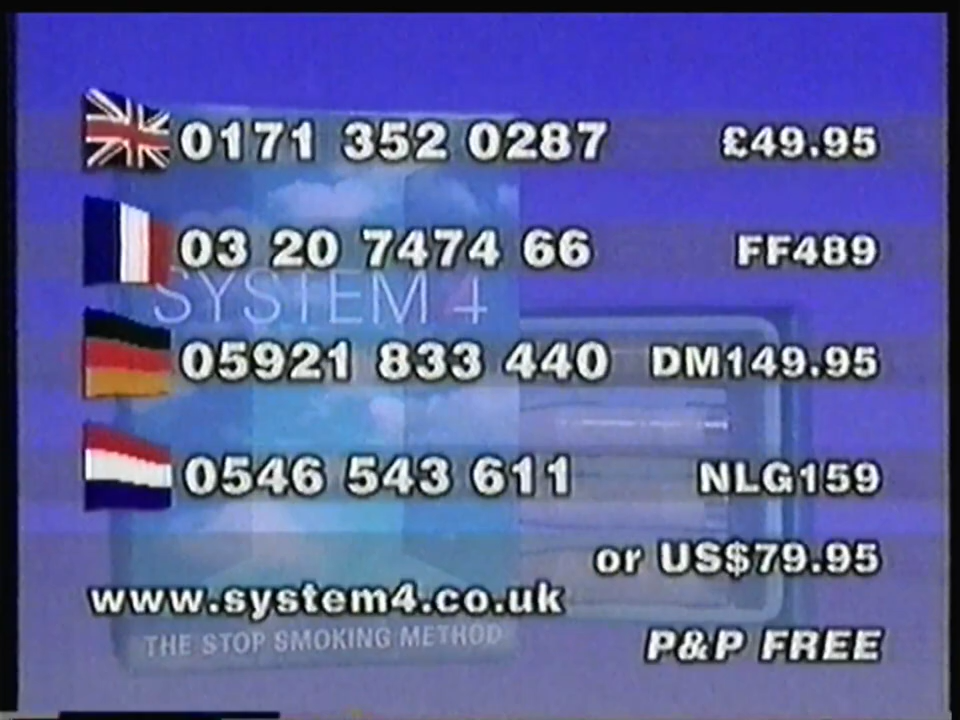 0171 352 0287 £49.95
03 20 7474 66 FF489
SYSTEM 4
05921 833 440 DM149.95
0546 543 611 NLG159
or US$79.95
www.system4.co.uk
THE STOP SMOKING METHOD
P&P FREE